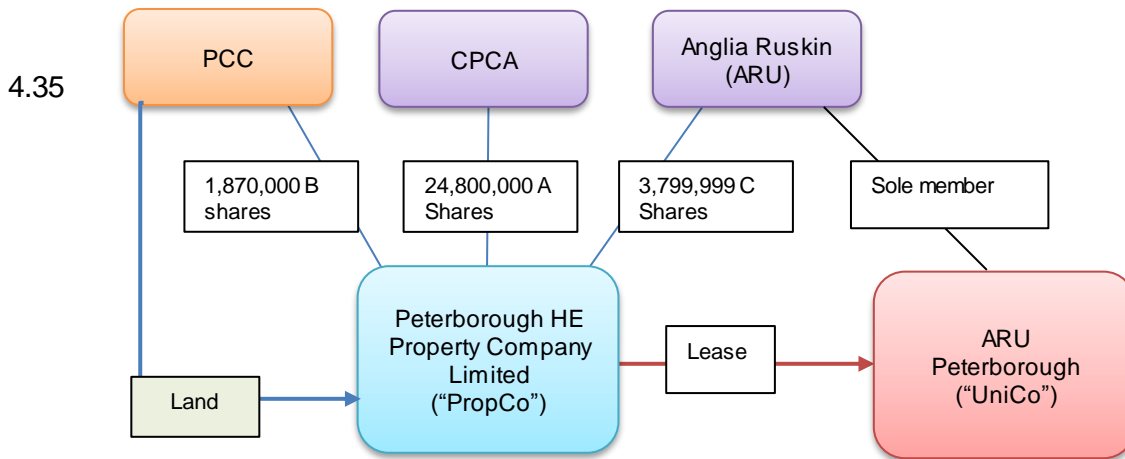 4.35
PCC
CPCA
Anglia Ruskin
(ARU)
1,870,000 B
shares
24,800,000 A
Shares
3,799,999 C
Shares
Sole member
Land
Peterborough HE
Property Company
Limited
(“PropCo”)
Lease
ARU
Peterborough
(“UniCo”)